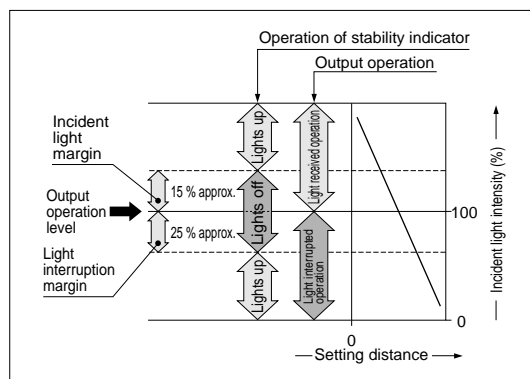 Operation of stability indicator
Output operation
Incident
light
margin
Output
operation
level
Light
interruption
margin
15 % approx.
25 % approx.
Lights up
Lights off
Lights up
Light received operation
Light interrupted
operation
100
0
0
Setting distance
Incident light intensity (%)